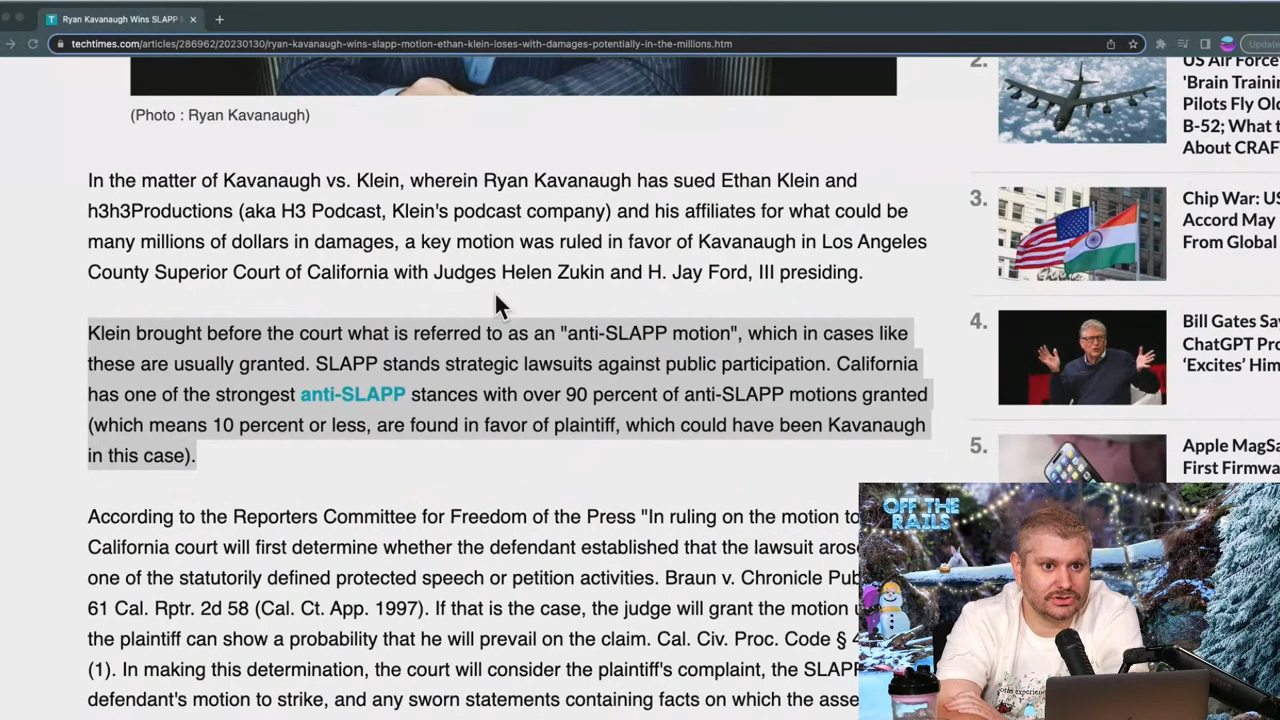 Ryan Kavanaugh Wins SLAPP
techtimes.com/articles/286962/20230130/ryan-kavanaugh-wins-slapp-motion-ethan-klein-loses-with-damages-potentially-in-the-millions.htm
Update
(Photo : Ryan Kavanaugh)
In the matter of Kavanaugh vs. Klein, wherein Ryan Kavanaugh has sued Ethan Klein and
h3h3Productions (aka H3 Podcast, Klein's podcast company) and his affiliates for what could be
many millions of dollars in damages, a key motion was ruled in favor of Kavanaugh in Los Angeles
County Superior Court of California with Judges Helen Zukin and H. Jay Ford, III presiding.
Klein brought before the court what is referred to as an "anti-SLAPP motion", which in cases like
these are usually granted. SLAPP stands strategic lawsuits against public participation. California
has one of the strongest anti-SLAPP stances with over 90 percent of anti-SLAPP motions granted
(which means 10 percent or less, are found in favor of plaintiff, which could have been Kavanaugh
in this case).
According to the Reporters Committee for Freedom of the Press "In ruling on the motion to
California court will first determine whether the defendant established that the lawsuit arose
one of the statutorily defined protected speech or petition activities. Braun v. Chronicle Pub
61 Cal. Rptr. 2d 58 (Cal. Ct. App. 1997). If that is the case, the judge will grant the motion
the plaintiff can show a probability that he will prevail on the claim. Cal. Civ. Proc. Code § 4
(1). In making this determination, the court will consider the plaintiff's complaint, the SLAPP
defendant's motion to strike, and any sworn statements containing facts on which the asse
2.
US Air Force
'Brain Training
Pilots Fly Old
B-52; What t
About CRAF
3.
Chip War: US
Accord May
From Global
4.
Bill Gates Sa
ChatGPT Pro
'Excites' Him
5.
Apple MagSa
First Firmwa
OFF THE
RAILS